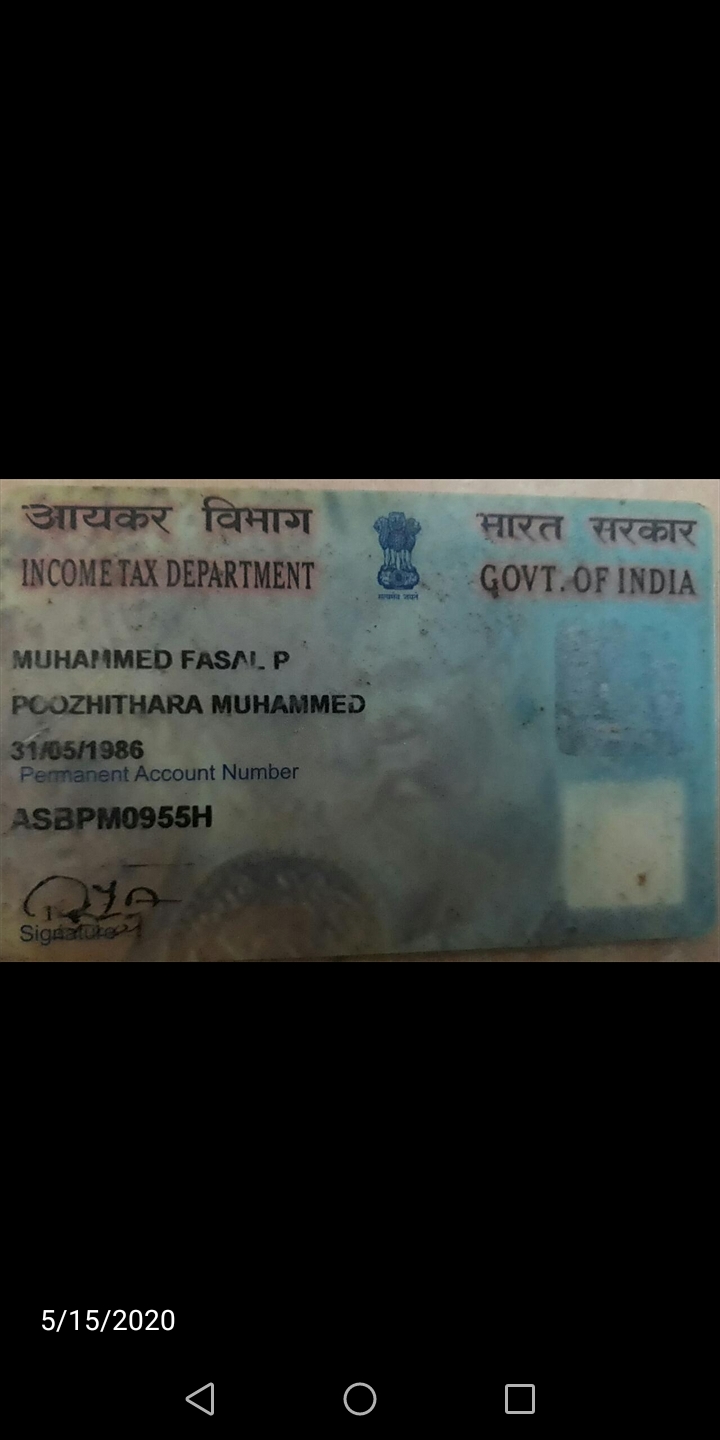 आयकर विभाग
भारत सरकार
INCOME TAX DEPARTMENT
GOVT. OF INDIA
सत्यमेव जयते
MUHAMMED FASAL P
POOZHITHARA MUHAMMED
31/05/1986
Permanent Account Number
ASBPM0955H
Signature
5/15/2020